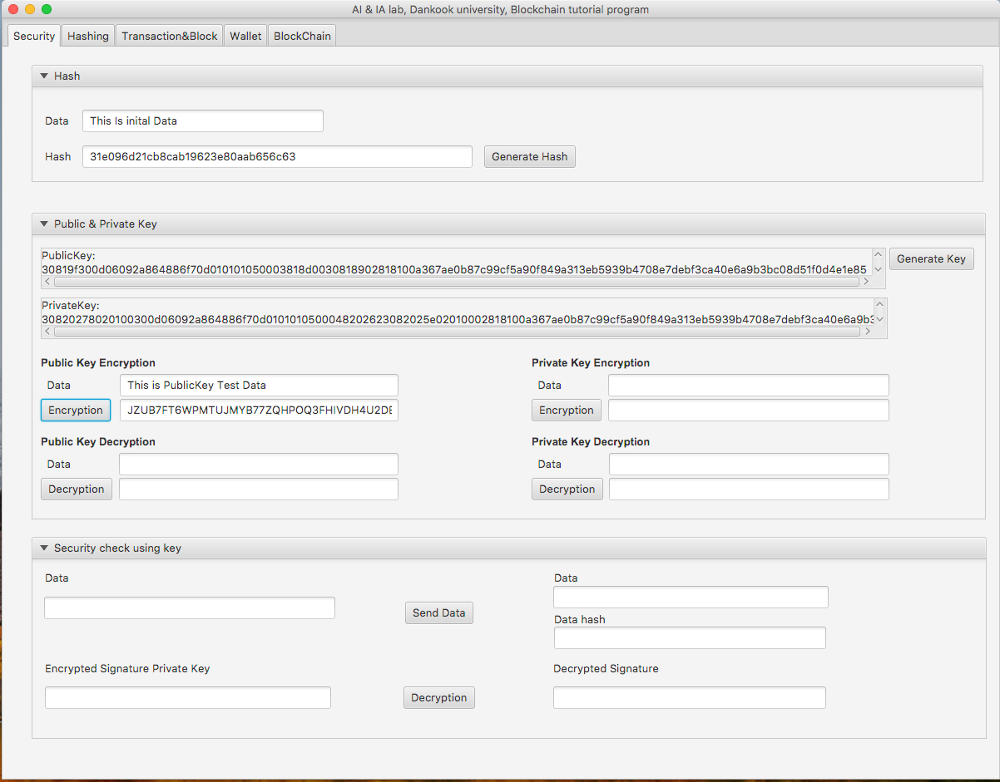 AI & IA lab, Dankook university, Blockchain tutorial program
Security Hashing Transaction&Block Wallet BlockChain
Hash
Data This Is inital Data
Hash 31e096d21cb8cab19623e80aab656c63 Generate Hash
Public & Private Key
PublicKey:
30819f300d06092a864886f70d010101050003818d0030818902818100a367ae0b87c99cf5a90f849a313eb5939b4708e7debf3ca40e6a9b3bc08d51f0d4e1e85
Generate Key
PrivateKey:
30820278020100300d06092a864886f70d0101010500048202623082025e02010002818100a367ae0b87c99cf5a90f849a313eb5939b4708e7debf3ca40e6a9b3
Public Key Encryption Private Key Encryption
Data This is PublicKey Test Data Data
Encryption JZUB7FT6WPMTUJMYB77ZQHPOQ3FHIVDH4U2DE Encryption
Public Key Decryption Private Key Decryption
Data Data
Decryption Decryption
Security check using key
Data Data
Send Data
Data hash
Encrypted Signature Private Key Decrypted Signature
Decryption